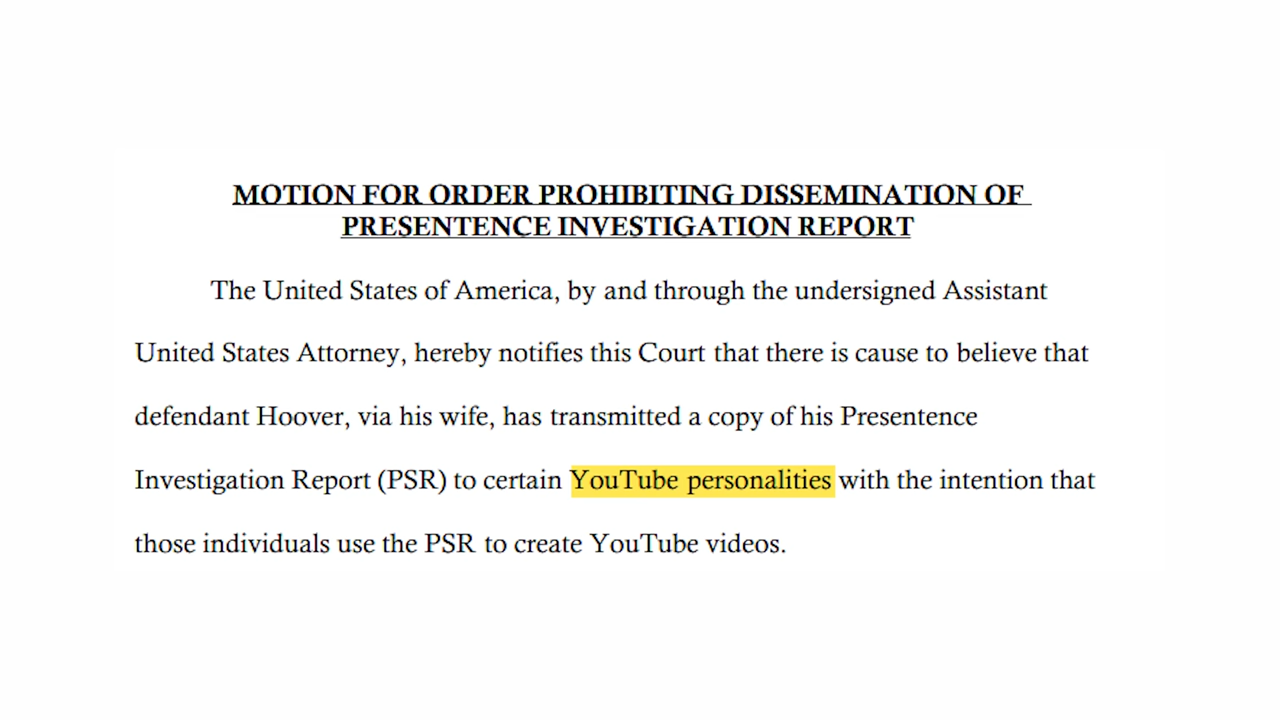 MOTION FOR ORDER PROHIBITING DISSEMINATION OF
PRESENTENCE INVESTIGATION REPORT
The United States of America, by and through the undersigned Assistant
United States Attorney, hereby notifies this Court that there is cause to believe that
defendant Hoover, via his wife, has transmitted a copy of his Presentence
Investigation Report (PSR) to certain YouTube personalities with the intention that
those individuals use the PSR to create YouTube videos.